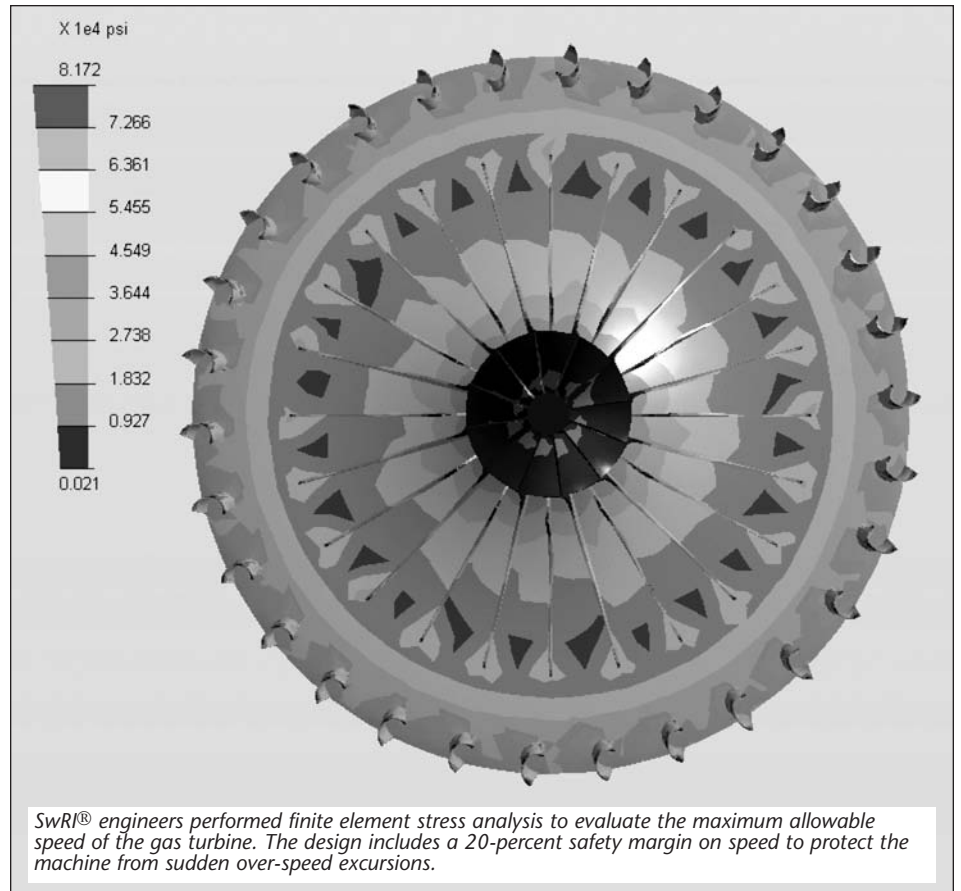 X 1e4 psi
8.172
7.266
6.361
5.455
4.549
3.644
2.738
1.832
0.927
0.021
SwRI® engineers performed finite element stress analysis to evaluate the maximum allowable
speed of the gas turbine. The design includes a 20-percent safety margin on speed to protect the
machine from sudden over-speed excursions.